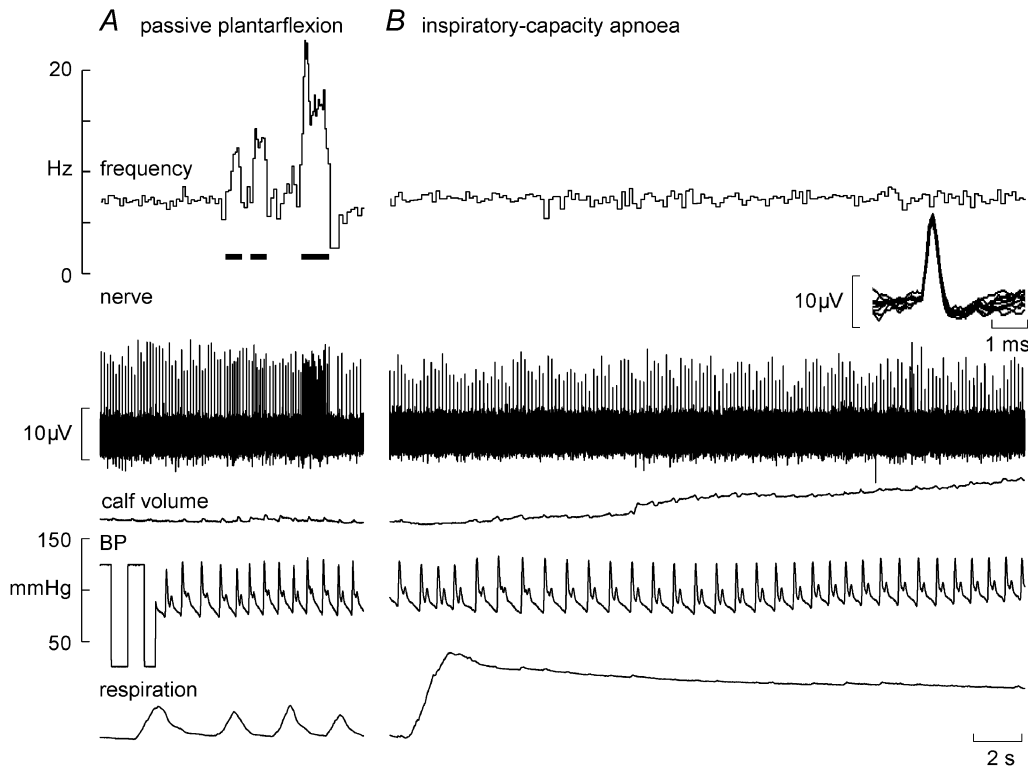 A passive plantarflexion
B inspiratory-capacity apnoea
20
Hz
frequency
0
nerve
10µV
1 ms
10µV
calf volume
150
BP
mmHg
50
respiration
2 s